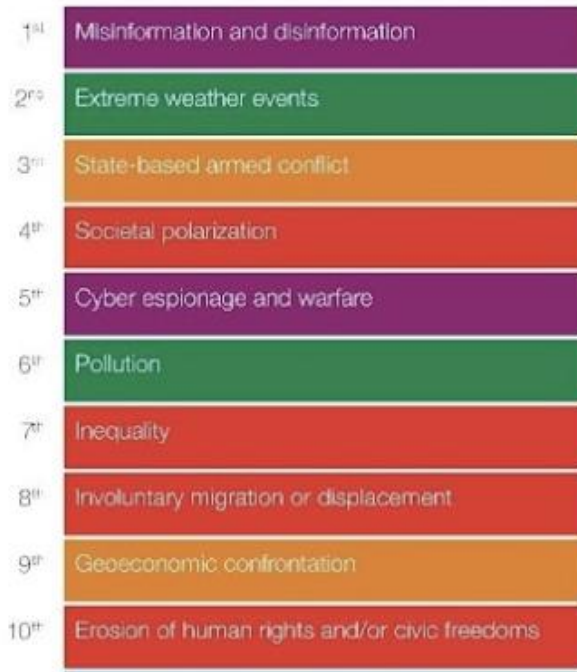 1st Misinformation and disinformation
2nd Extreme weather events
3rd State-based armed conflict
4th Societal polarization
5th Cyber espionage and warfare
6th Pollution
7th Inequality
8th Involuntary migration or displacement
9th Geoeconomic confrontation
10th Erosion of human rights and/or civic freedoms